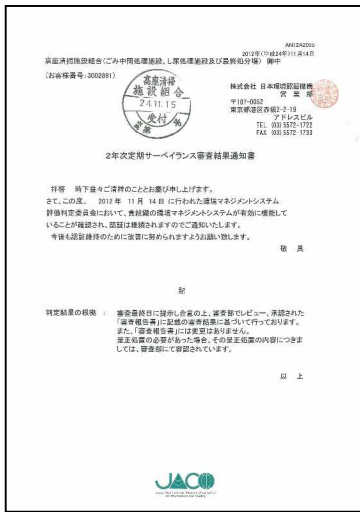 AN12A2055
2012年(平成24年)11月14日
高座清掃施設組合(ごみ中間処理施設、し尿処理施設及び最終処分場) 御中
(お客様番号:3002891)
高座清掃
施設組合
24.11.15
受付
株式会社 日本環境認証機構
営業部
〒107-0052
東京都港区赤坂2-2-19
アドレスビル
TEL (03)5572-1722
FAX (03)5572-1733
2年次定期サーベイランス審査結果通知書
拝啓 時下益々ご清祥のこととお慶び申し上げます。
さて、この度、 2012年 11月 14日 に行われた環境マネジメントシステム
評価判定委員会において、貴組織の環境マネジメントシステムが有効に機能して
いることが確認され、認証は継続されますのでご通知いたします。
今後も認証維持のために改善に努められますようお願い致します。
敬 具
記
判定結果の根拠 : 審査最終日に提示し合意の上、審査部でレビュー、承認された
「審査報告書」に記載の審査結果に基づいて行っております。
また、「審査報告書」には変更はありません。
是正処置の必要があった場合、その是正処置の内容につきま
しては、審査部にて容認されています。
以 上
JACO